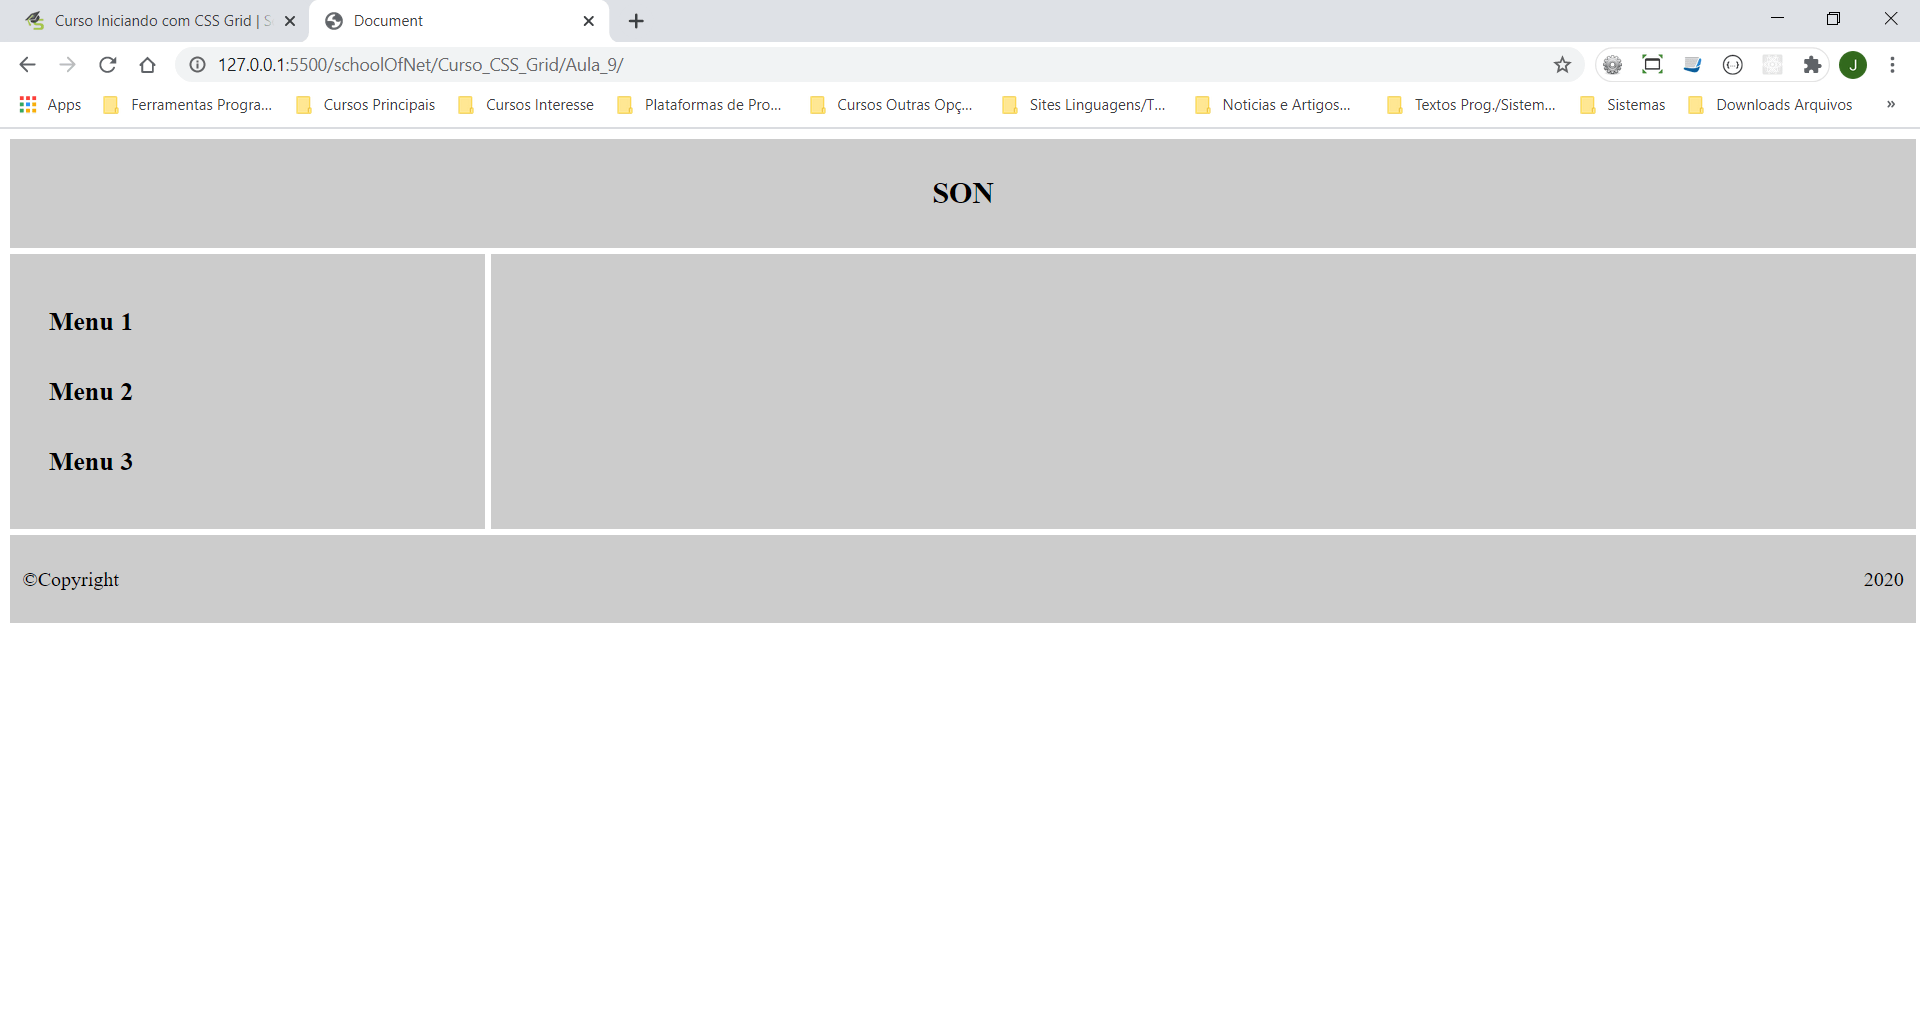 Curso Iniciando com CSS Grid | S
Document
127.0.0.1:5500/schoolOfNet/Curso_CSS_Grid/Aula_9/
J
Apps Ferramentas Progra... Cursos Principais Cursos Interesse Plataformas de Pro... Cursos Outras Opç... Sites Linguagens/T... Noticias e Artigos... Textos Prog./Sistem... Sistemas Downloads Arquivos »
SON
Menu 1
Menu 2
Menu 3
©Copyright 2020